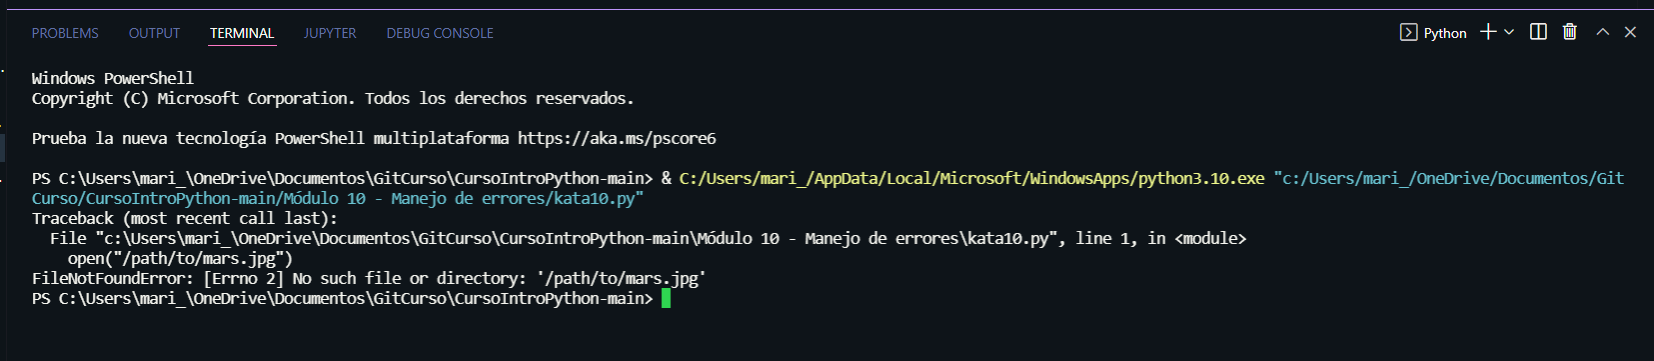 PROBLEMS OUTPUT TERMINAL JUPYTER DEBUG CONSOLE Python
Windows PowerShell
Copyright (C) Microsoft Corporation. Todos los derechos reservados.
Prueba la nueva tecnología PowerShell multiplataforma https://aka.ms/pscore6
PS C:\Users\mari_\OneDrive\Documentos\GitCurso\CursoIntroPython-main> & C:/Users/mari_/AppData/Local/Microsoft/WindowsApps/python3.10.exe "c:/Users/mari_/OneDrive/Documentos/Git
Curso/CursoIntroPython-main/Módulo 10 - Manejo de errores/kata10.py"
Traceback (most recent call last):
  File "c:\Users\mari_\OneDrive\Documentos\GitCurso\CursoIntroPython-main\Módulo 10 - Manejo de errores\kata10.py", line 1, in <module>
    open("/path/to/mars.jpg")
FileNotFoundError: [Errno 2] No such file or directory: '/path/to/mars.jpg'
PS C:\Users\mari_\OneDrive\Documentos\GitCurso\CursoIntroPython-main>